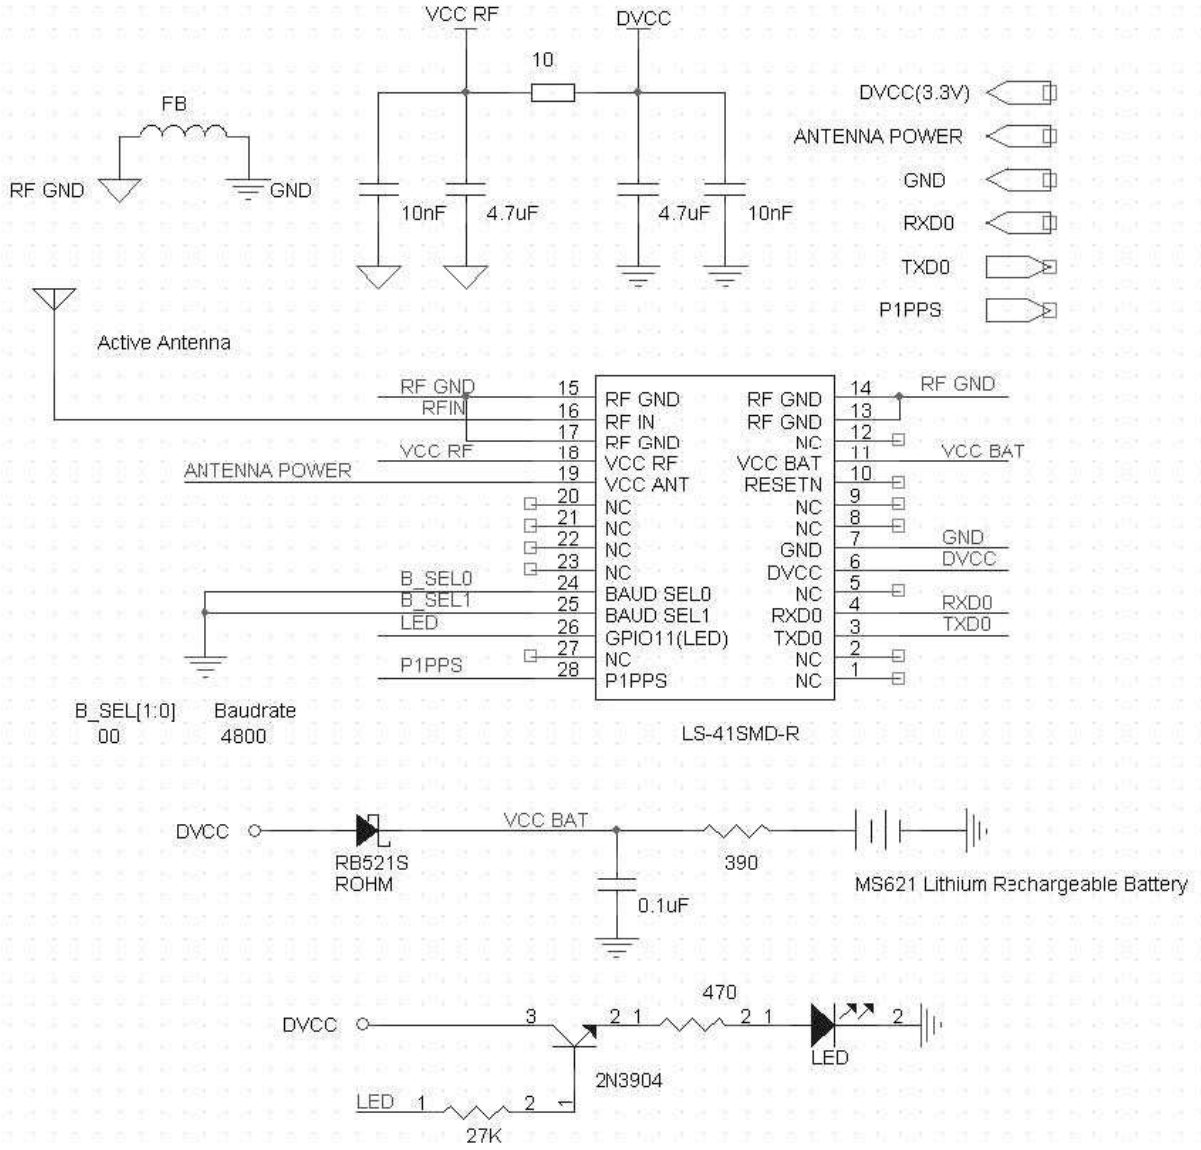 VCC RF
DVCC
10
FB
RF GND
GND
10nF
4.7uF
4.7uF
10nF
DVCC(3.3V)
ANTENNA POWER
GND
RXD0
TXD0
P1PPS
Active Antenna
RF GND
RFIN
VCC RF
ANTENNA POWER
B_SEL0
B_SEL1
LED
P1PPS
15 RF GND
16 RF IN
17 RF GND
18 VCC RF
19 VCC ANT
20 NC
21 NC
22 NC
23 NC
24 BAUD SEL0
25 BAUD SEL1
26 GPIO11(LED)
27 NC
28 P1PPS
RF GND 14
RF GND 13
NC 12
VCC BAT 11
RESETN 10
NC 9
NC 8
GND 7
DVCC 6
NC 5
RXD0 4
TXD0 3
NC 2
NC 1
RF GND
VCC BAT
GND
DVCC
RXD0
TXD0
LS-41SMD-R
B_SEL[1:0] Baudrate
00 4800
DVCC
RB521S
ROHM
VCC BAT
0.1uF
390
MS621 Lithium Rechargeable Battery
DVCC
3
2 1
470
2 1
LED
2
2N3904
LED 1
27K
2
1